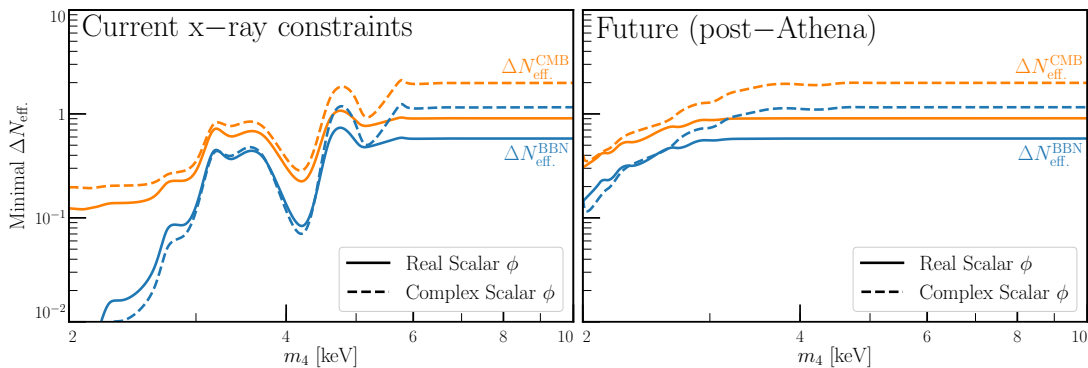 Current x−ray constraints
Minimal ΔN_eff.
10
1
10^−1
10^−2
ΔN_eff.^CMB
ΔN_eff.^BBN
Real Scalar ϕ
Complex Scalar ϕ
2
4
6
8
10
m_4 [keV]
Future (post−Athena)
ΔN_eff.^CMB
ΔN_eff.^BBN
Real Scalar ϕ
Complex Scalar ϕ
2
4
6
8
10
m_4 [keV]